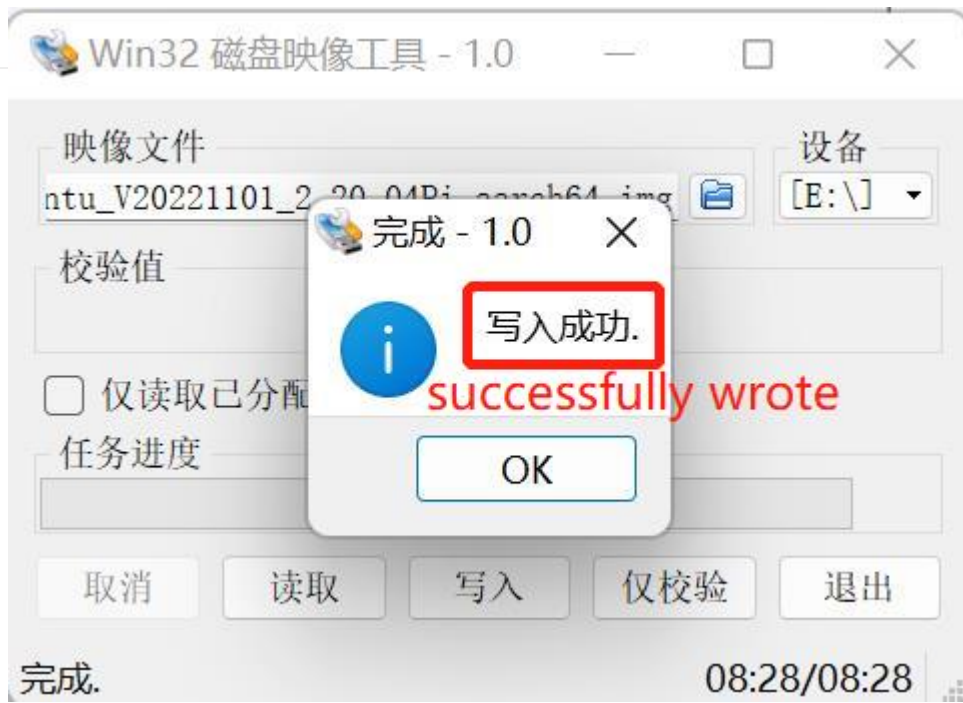 Win32 磁盘映像工具 - 1.0
映像文件
设备
ntu_V20221101_2
[E:\]
完成 - 1.0
校验值
写入成功.
successfully wrote
仅读取已分配
任务进度
OK
取消 读取 写入 仅校验 退出
完成. 08:28/08:28